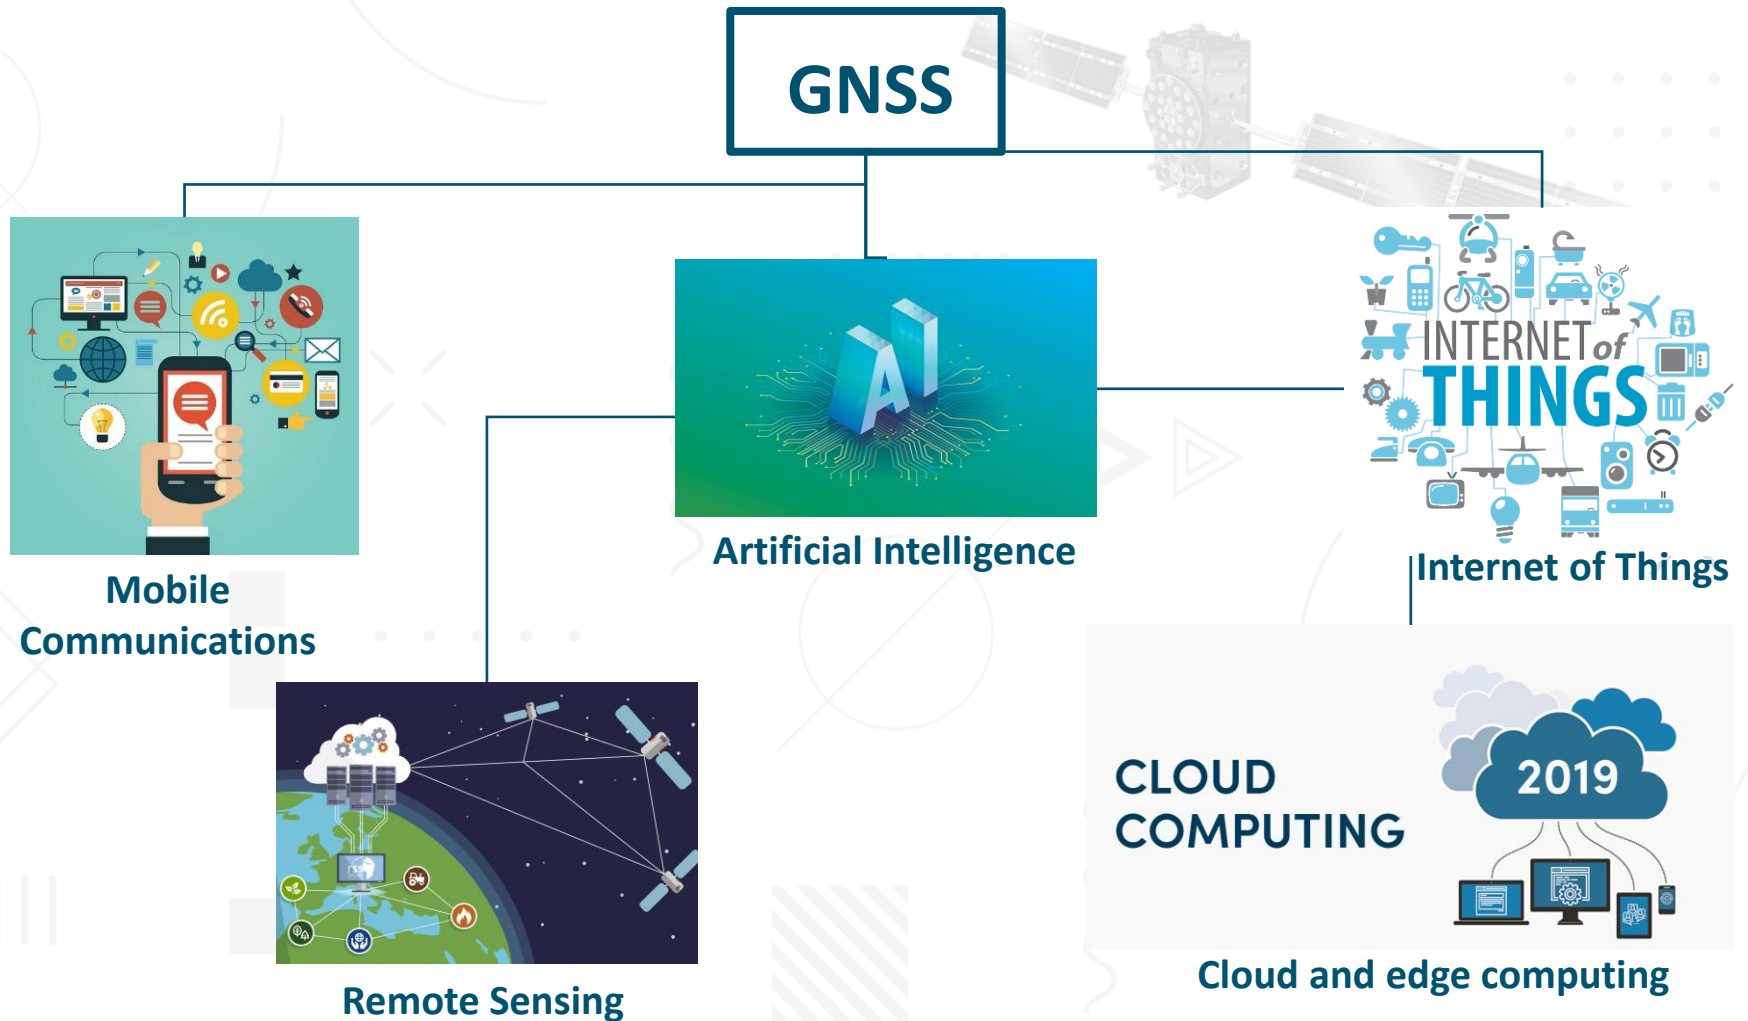 GNSS
AI
INTERNET of
THINGS
Mobile
Communications
Artificial Intelligence
Internet of Things
CLOUD
COMPUTING
2019
Remote Sensing
Cloud and edge computing